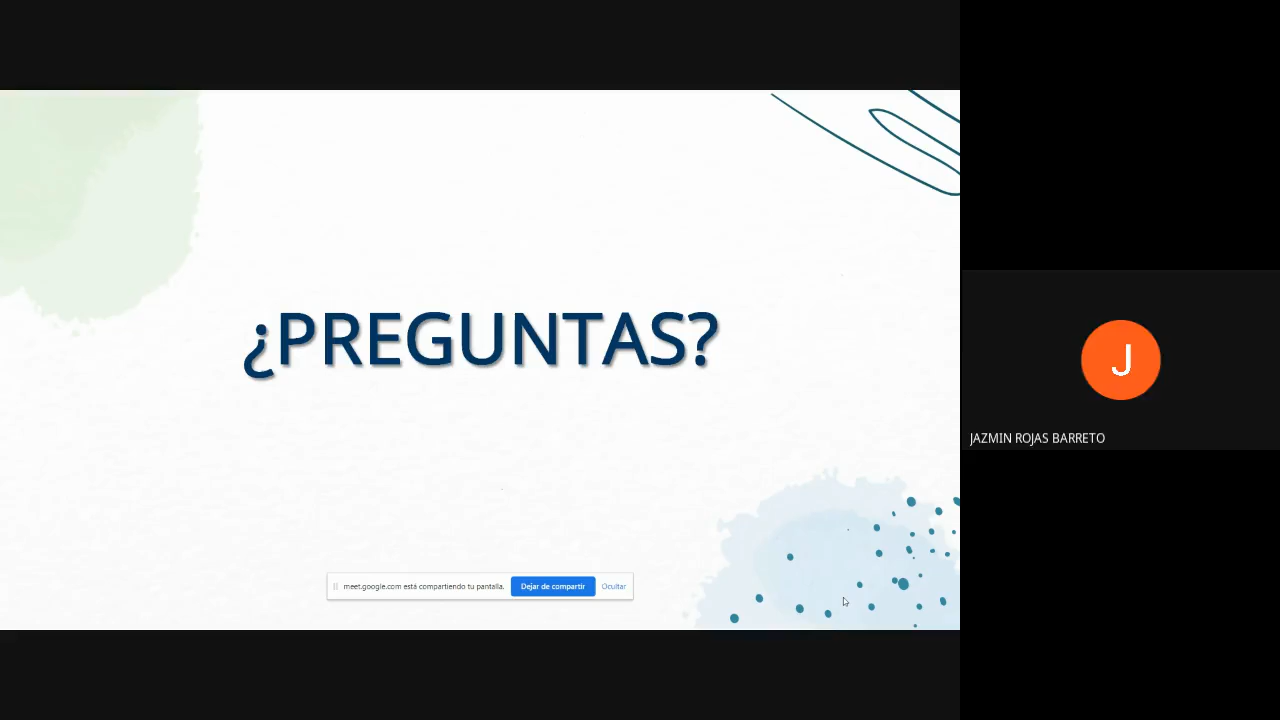 ¿PREGUNTAS?
J
JAZMIN ROJAS BARRETO
meet.google.com está compartiendo tu pantalla. Dejar de compartir Ocultar